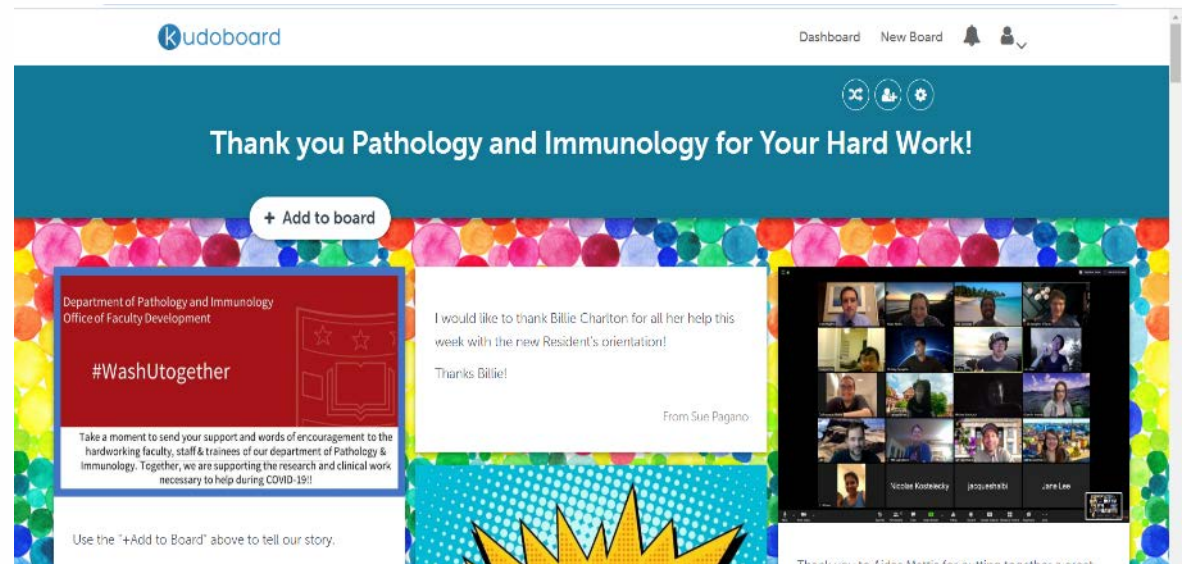 kudoboard
Dashboard New Board
Thank you Pathology and Immunology for Your Hard Work!
+ Add to board
Department of Pathology and Immunology
Office of Faculty Development
#WashUtogether
Take a moment to send your support and words of encouragement to the
hardworking faculty, staff & trainees of our department of Pathology &
Immunology. Together, we are supporting the research and clinical work
necessary to help during COVID-19!!
Use the "+Add to Board" above to tell our story.
I would like to thank Billie Charlton for all her help this
week with the new Resident's orientation!
Thanks Billie!
From Sue Pagano
Nicolas Kostelecky jacqueshalbi Jane Lee